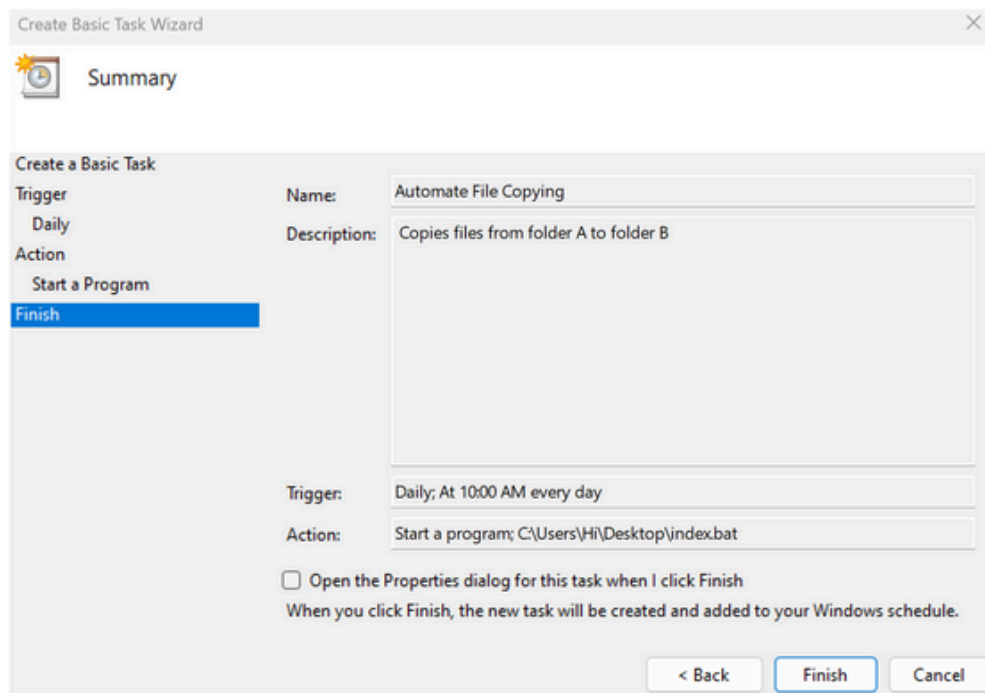 Create Basic Task Wizard
Summary
Create a Basic Task
Trigger
Daily
Action
Start a Program
Finish
Name: Automate File Copying
Description: Copies files from folder A to folder B
Trigger: Daily; At 10:00 AM every day
Action: Start a program; C:\Users\Hi\Desktop\index.bat
Open the Properties dialog for this task when I click Finish
When you click Finish, the new task will be created and added to your Windows schedule.
< Back Finish Cancel